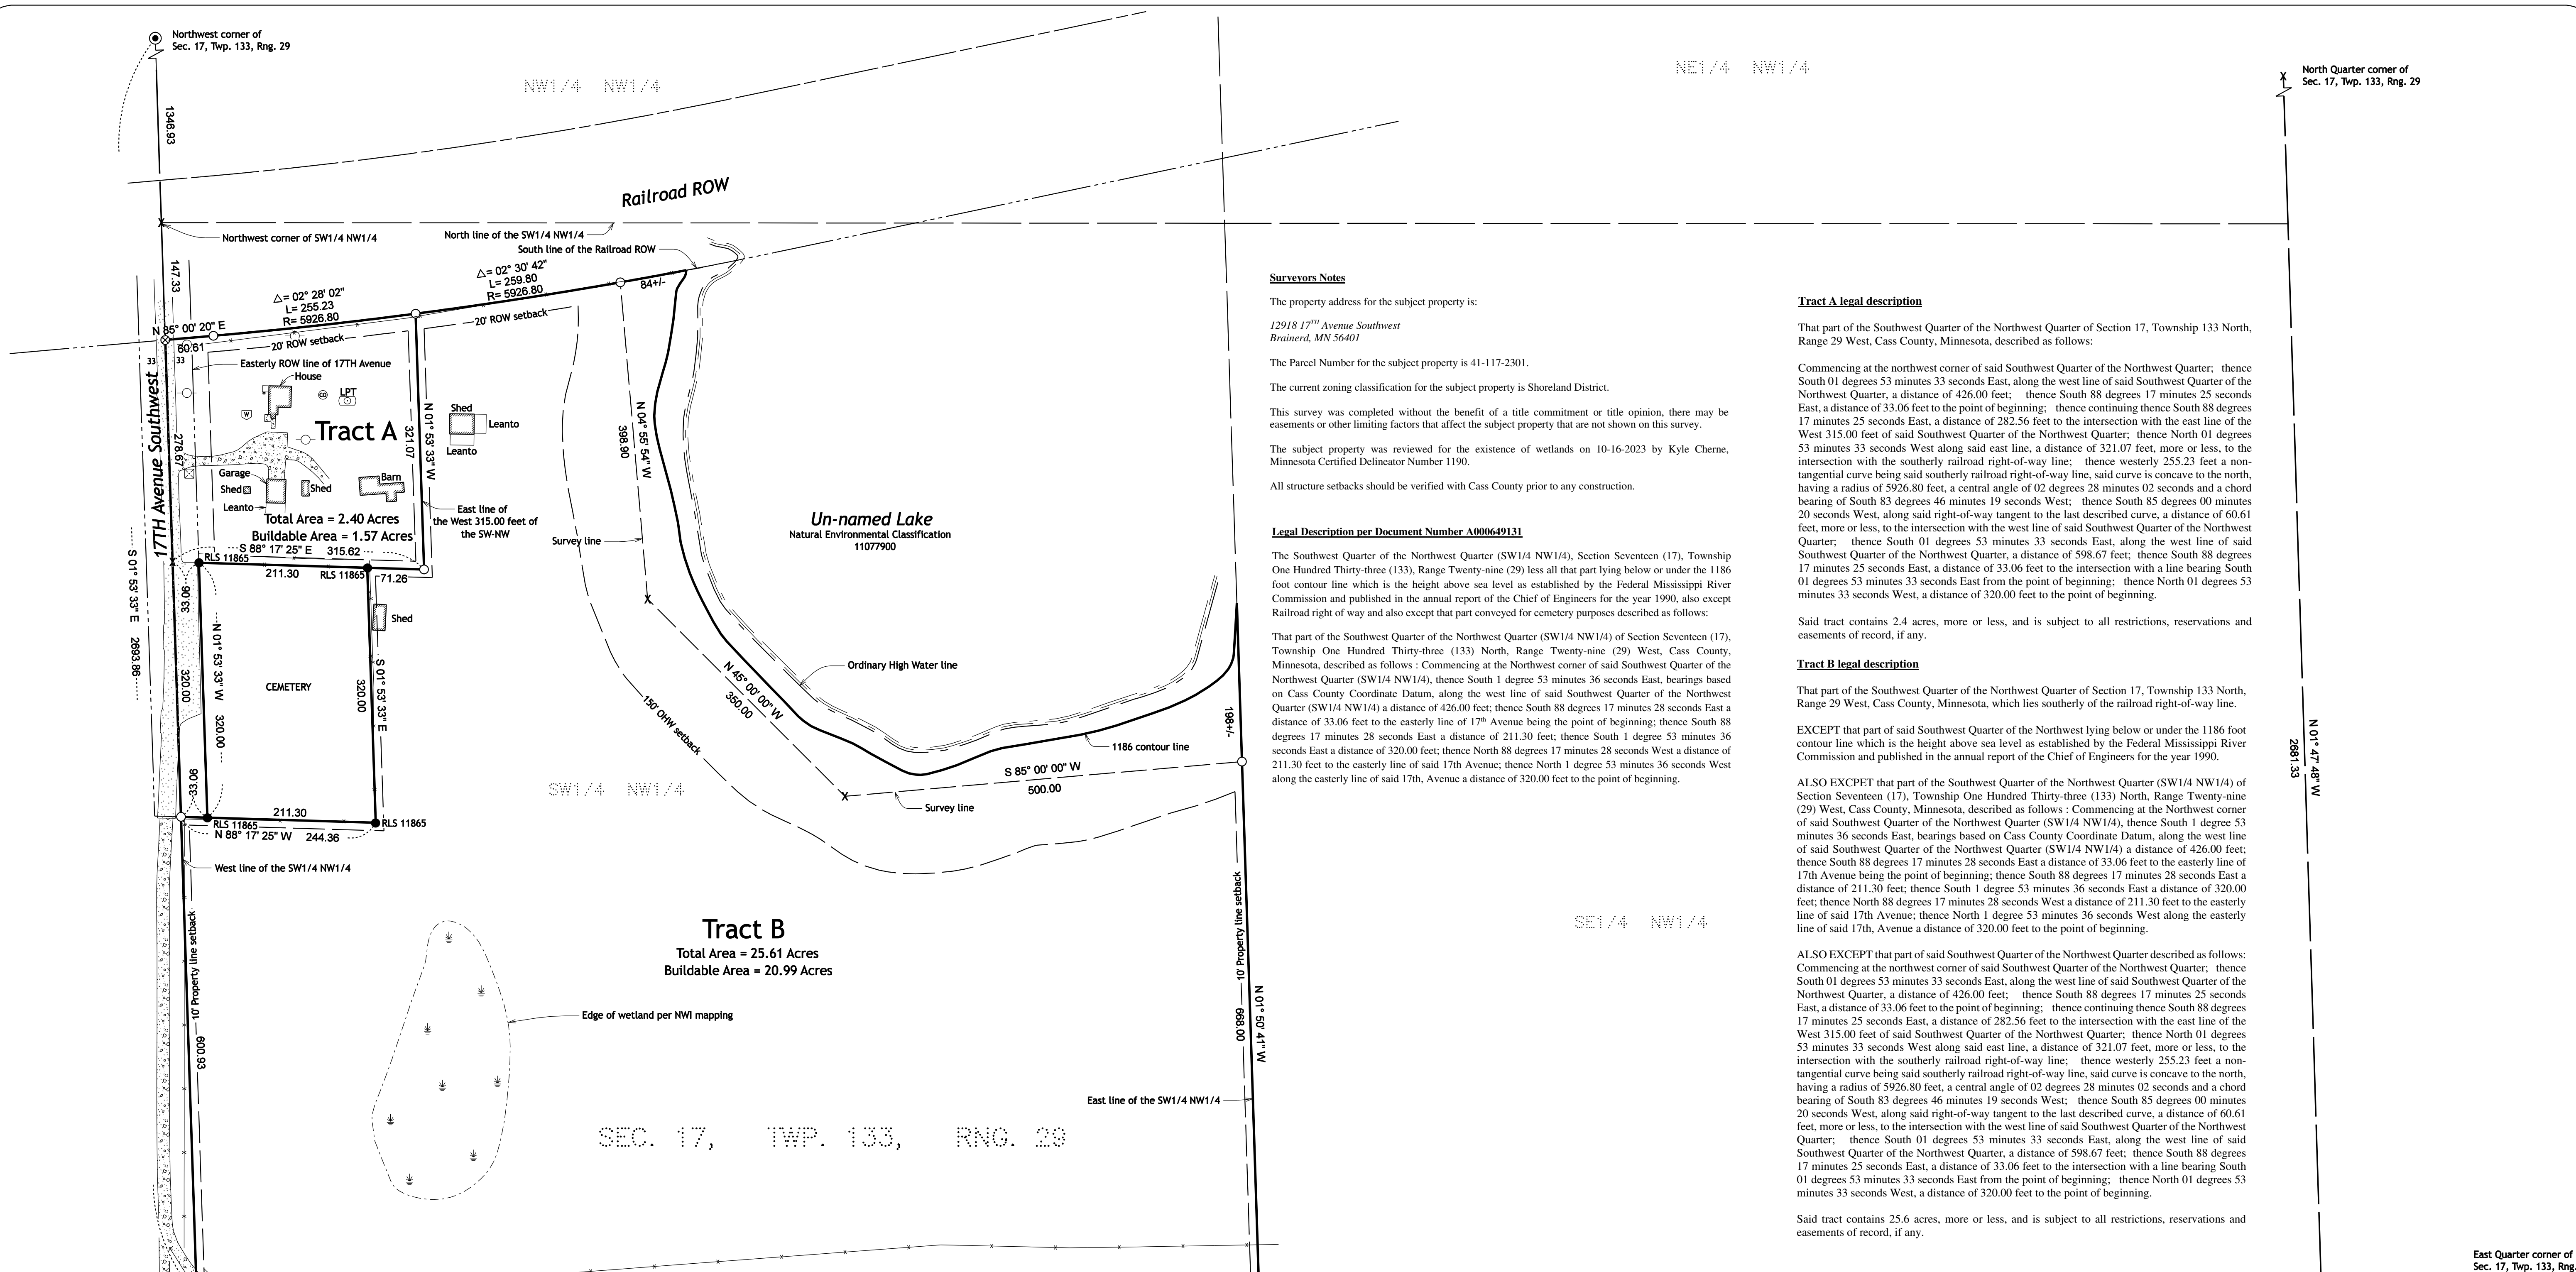 Northwest corner of
Sec. 17, Twp. 133, Rng. 29
NW1/4 NW1/4
NE1/4 NW1/4
North Quarter corner of
Sec. 17, Twp. 133, Rng. 29
1346.93
Railroad ROW
Northwest corner of SW1/4 NW1/4
North line of the SW1/4 NW1/4
South line of the Railroad ROW
147.33
△= 02° 28' 02"
L= 255.23
R= 5926.80
△= 02° 30' 42"
L= 259.80
R= 5926.80
84+/-
N 85° 00' 20" E
60.61
33 33
20' ROW setback
20' ROW setback
Easterly ROW line of 17TH Avenue
House
LPT
CO
W
Tract A
17TH Avenue Southwest
278.67
N 01° 53' 33" W
321.07
Shed
Leanto
Leanto
Garage
Shed
Shed
Barn
Leanto
Total Area = 2.40 Acres
Buildable Area = 1.57 Acres
East line of
the West 315.00 feet of
the SW-NW
S 88° 17' 25" E 315.62
RLS 11865
211.30
RLS 11865
71.26
33.06
S 01° 53' 33" E 2693.86
N 01° 53' 33" W 320.00
320.00
CEMETERY
320.00
S 01° 53' 33" E
Shed
33.06
211.30
RLS 11865
RLS 11865
N 88° 17' 25" W 244.36
West line of the SW1/4 NW1/4
N 04° 55' 54" W
398.90
Survey line
Un-named Lake
Natural Environmental Classification
11077900
Ordinary High Water line
N 45° 00' 00" W
350.00
150' OHW setback
1186 contour line
198+/-
S 85° 00' 00" W
500.00
Survey line
SW1/4 NW1/4
SE1/4 NW1/4
Tract B
Total Area = 25.61 Acres
Buildable Area = 20.99 Acres
Edge of wetland per NWI mapping
10' Property line setback
600.93
10' Property line setback
668.00
N 01° 50' 41" W
East line of the SW1/4 NW1/4
SEC. 17, TWP. 133, RNG. 29
Surveyors Notes
The property address for the subject property is:
12918 17TH Avenue Southwest
Brainerd, MN 56401
The Parcel Number for the subject property is 41-117-2301.
The current zoning classification for the subject property is Shoreland District.
This survey was completed without the benefit of a title commitment or title opinion, there may be
easements or other limiting factors that affect the subject property that are not shown on this survey.
The subject property was reviewed for the existence of wetlands on 10-16-2023 by Kyle Cherne,
Minnesota Certified Delineator Number 1190.
All structure setbacks should be verified with Cass County prior to any construction.
Legal Description per Document Number A000649131
The Southwest Quarter of the Northwest Quarter (SW1/4 NW1/4), Section Seventeen (17), Township
One Hundred Thirty-three (133), Range Twenty-nine (29) less all that part lying below or under the 1186
foot contour line which is the height above sea level as established by the Federal Mississippi River
Commission and published in the annual report of the Chief of Engineers for the year 1990, also except
Railroad right of way and also except that part conveyed for cemetery purposes described as follows:
That part of the Southwest Quarter of the Northwest Quarter (SW1/4 NW1/4) of Section Seventeen (17),
Township One Hundred Thirty-three (133) North, Range Twenty-nine (29) West, Cass County,
Minnesota, described as follows : Commencing at the Northwest corner of said Southwest Quarter of the
Northwest Quarter (SW1/4 NW1/4), thence South 1 degree 53 minutes 36 seconds East, bearings based
on Cass County Coordinate Datum, along the west line of said Southwest Quarter of the Northwest
Quarter (SW1/4 NW1/4) a distance of 426.00 feet; thence South 88 degrees 17 minutes 28 seconds East a
distance of 33.06 feet to the easterly line of 17th Avenue being the point of beginning; thence South 88
degrees 17 minutes 28 seconds East a distance of 211.30 feet; thence South 1 degree 53 minutes 36
seconds East a distance of 320.00 feet; thence North 88 degrees 17 minutes 28 seconds West a distance of
211.30 feet to the easterly line of said 17th Avenue; thence North 1 degree 53 minutes 36 seconds West
along the easterly line of said 17th, Avenue a distance of 320.00 feet to the point of beginning.
Tract A legal description
That part of the Southwest Quarter of the Northwest Quarter of Section 17, Township 133 North,
Range 29 West, Cass County, Minnesota, described as follows:
Commencing at the northwest corner of said Southwest Quarter of the Northwest Quarter; thence
South 01 degrees 53 minutes 33 seconds East, along the west line of said Southwest Quarter of the
Northwest Quarter, a distance of 426.00 feet; thence South 88 degrees 17 minutes 25 seconds
East, a distance of 33.06 feet to the point of beginning; thence continuing thence South 88 degrees
17 minutes 25 seconds East, a distance of 282.56 feet to the intersection with the east line of the
West 315.00 feet of said Southwest Quarter of the Northwest Quarter; thence North 01 degrees
53 minutes 33 seconds West along said east line, a distance of 321.07 feet, more or less, to the
intersection with the southerly railroad right-of-way line; thence westerly 255.23 feet a non-
tangential curve being said southerly railroad right-of-way line, said curve is concave to the north,
having a radius of 5926.80 feet, a central angle of 02 degrees 28 minutes 02 seconds and a chord
bearing of South 83 degrees 46 minutes 19 seconds West; thence South 85 degrees 00 minutes
20 seconds West, along said right-of-way tangent to the last described curve, a distance of 60.61
feet, more or less, to the intersection with the west line of said Southwest Quarter of the Northwest
Quarter; thence South 01 degrees 53 minutes 33 seconds East, along the west line of said
Southwest Quarter of the Northwest Quarter, a distance of 598.67 feet; thence South 88 degrees
17 minutes 25 seconds East, a distance of 33.06 feet to the intersection with a line bearing South
01 degrees 53 minutes 33 seconds East from the point of beginning; thence North 01 degrees 53
minutes 33 seconds West, a distance of 320.00 feet to the point of beginning.
Said tract contains 2.4 acres, more or less, and is subject to all restrictions, reservations and
easements of record, if any.
Tract B legal description
That part of the Southwest Quarter of the Northwest Quarter of Section 17, Township 133 North,
Range 29 West, Cass County, Minnesota, which lies southerly of the railroad right-of-way line.
EXCEPT that part of said Southwest Quarter of the Northwest lying below or under the 1186 foot
contour line which is the height above sea level as established by the Federal Mississippi River
Commission and published in the annual report of the Chief of Engineers for the year 1990.
ALSO EXCPET that part of the Southwest Quarter of the Northwest Quarter (SW1/4 NW1/4) of
Section Seventeen (17), Township One Hundred Thirty-three (133) North, Range Twenty-nine
(29) West, Cass County, Minnesota, described as follows : Commencing at the Northwest corner
of said Southwest Quarter of the Northwest Quarter (SW1/4 NW1/4), thence South 1 degree 53
minutes 36 seconds East, bearings based on Cass County Coordinate Datum, along the west line
of said Southwest Quarter of the Northwest Quarter (SW1/4 NW1/4) a distance of 426.00 feet;
thence South 88 degrees 17 minutes 28 seconds East a distance of 33.06 feet to the easterly line of
17th Avenue being the point of beginning; thence South 88 degrees 17 minutes 28 seconds East a
distance of 211.30 feet; thence South 1 degree 53 minutes 36 seconds East a distance of 320.00
feet; thence North 88 degrees 17 minutes 28 seconds West a distance of 211.30 feet to the easterly
line of said 17th Avenue; thence North 1 degree 53 minutes 36 seconds West along the easterly
line of said 17th, Avenue a distance of 320.00 feet to the point of beginning.
ALSO EXCEPT that part of said Southwest Quarter of the Northwest Quarter described as follows:
Commencing at the northwest corner of said Southwest Quarter of the Northwest Quarter; thence
South 01 degrees 53 minutes 33 seconds East, along the west line of said Southwest Quarter of the
Northwest Quarter, a distance of 426.00 feet; thence South 88 degrees 17 minutes 25 seconds
East, a distance of 33.06 feet to the point of beginning; thence continuing thence South 88 degrees
17 minutes 25 seconds East, a distance of 282.56 feet to the intersection with the east line of the
West 315.00 feet of said Southwest Quarter of the Northwest Quarter; thence North 01 degrees
53 minutes 33 seconds West along said east line, a distance of 321.07 feet, more or less, to the
intersection with the southerly railroad right-of-way line; thence westerly 255.23 feet a non-
tangential curve being said southerly railroad right-of-way line, said curve is concave to the north,
having a radius of 5926.80 feet, a central angle of 02 degrees 28 minutes 02 seconds and a chord
bearing of South 83 degrees 46 minutes 19 seconds West; thence South 85 degrees 00 minutes
20 seconds West, along said right-of-way tangent to the last described curve, a distance of 60.61
feet, more or less, to the intersection with the west line of said Southwest Quarter of the Northwest
Quarter; thence South 01 degrees 53 minutes 33 seconds East, along the west line of said
Southwest Quarter of the Northwest Quarter, a distance of 598.67 feet; thence South 88 degrees
17 minutes 25 seconds East, a distance of 33.06 feet to the intersection with a line bearing South
01 degrees 53 minutes 33 seconds East from the point of beginning; thence North 01 degrees 53
minutes 33 seconds West, a distance of 320.00 feet to the point of beginning.
Said tract contains 25.6 acres, more or less, and is subject to all restrictions, reservations and
easements of record, if any.
N 01° 47' 48" W
2681.33
East Quarter corner of
Sec. 17, Twp. 133, Rng